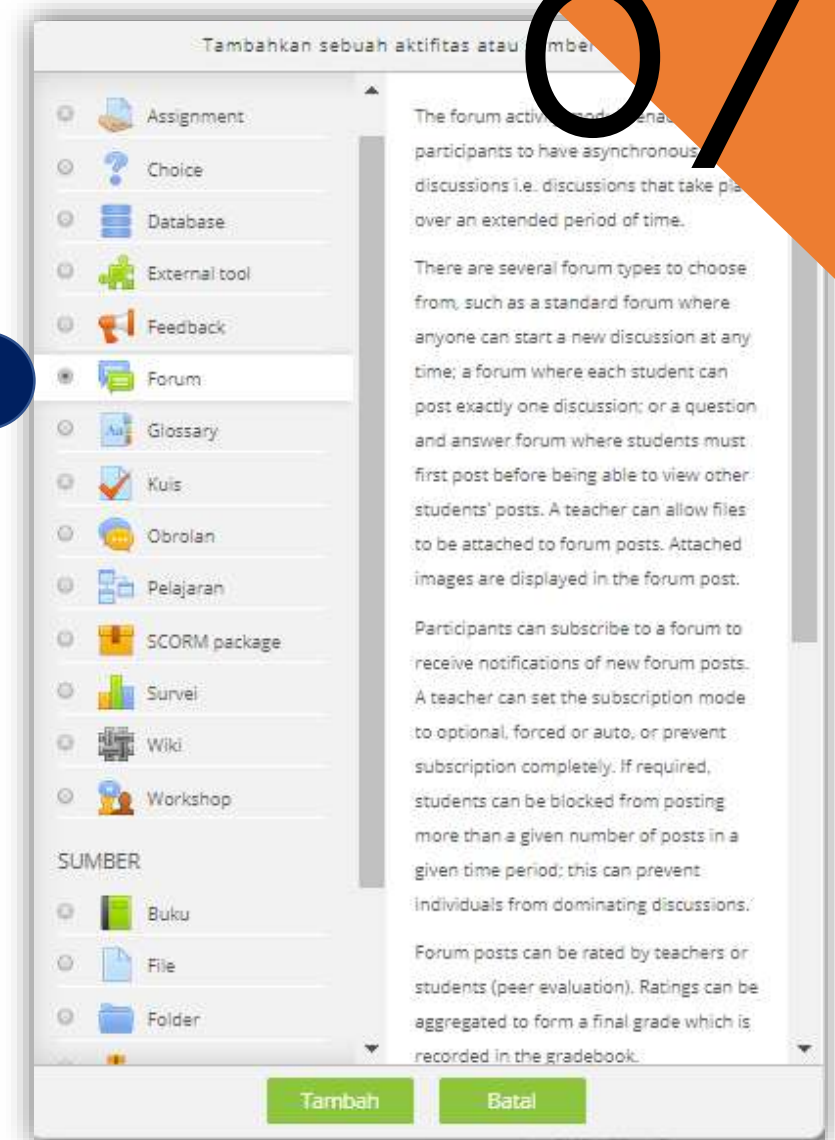 Tambahkan sebuah aktifitas atau
07
Assignment
Choice
Database
External tool
Feedback
Forum
Glossary
Kuis
Obrolan
Pelajaran
SCORM package
Survei
Wiki
Workshop
SUMBER
Buku
File
Folder
The forum
participants to have asynchronous
discussions i.e. discussions that take
over an extended period of time.
There are several forum types to choose
from, such as a standard forum where
anyone can start a new discussion at any
time; a forum where each student can
post exactly one discussion; or a question
and answer forum where students must
first post before being able to view other
students' posts. A teacher can allow files
to be attached to forum posts. Attached
images are displayed in the forum post.
Participants can subscribe to a forum to
receive notifications of new forum posts.
A teacher can set the subscription mode
to optional, forced or auto, or prevent
subscription completely. If required,
students can be blocked from posting
more than a given number of posts in a
given time period; this can prevent
individuals from dominating discussions.
Forum posts can be rated by teachers or
students (peer evaluation). Ratings can be
aggregated to form a final grade which is
recorded in the gradebook.
Tambah
Batal